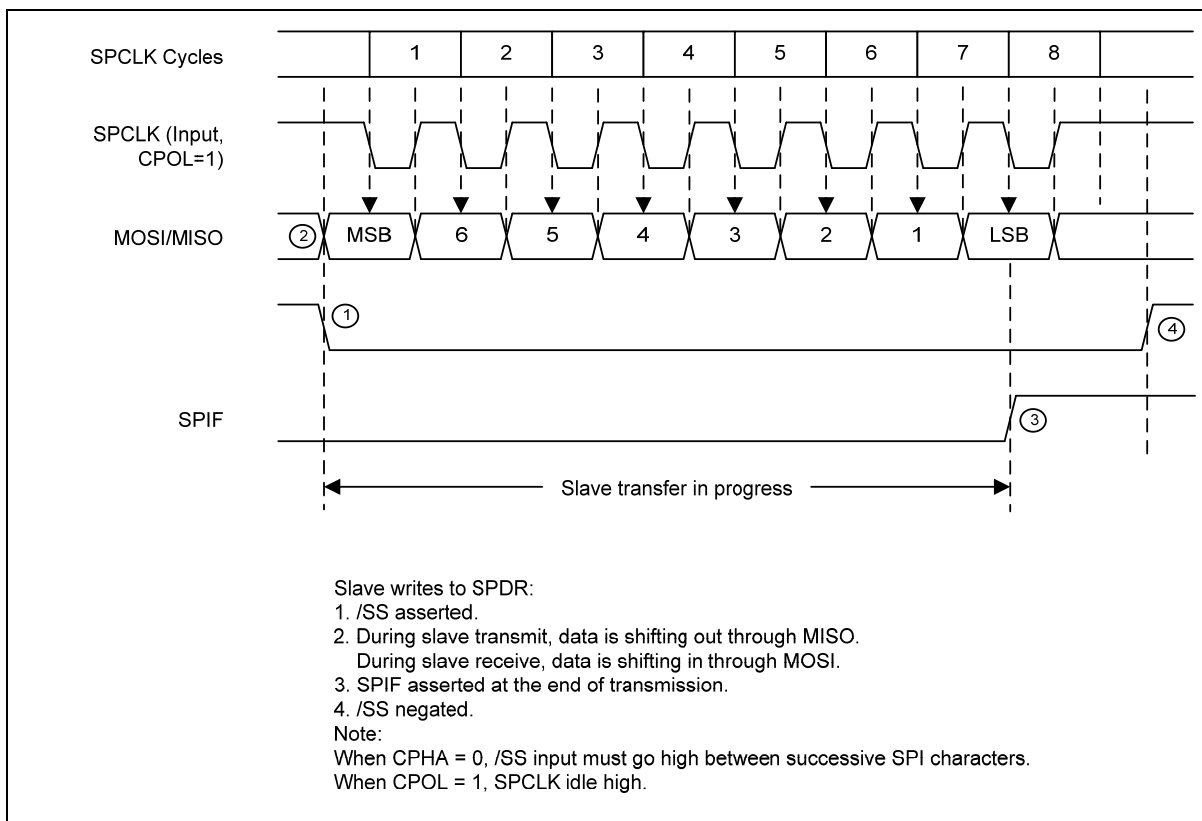 SPCLK Cycles
1 2 3 4 5 6 7 8
SPCLK (Input,
CPOL=1)
MOSI/MISO
2 MSB 6 5 4 3 2 1 LSB
1
4
SPIF
3
Slave transfer in progress
Slave writes to SPDR:
1. /SS asserted.
2. During slave transmit, data is shifting out through MISO.
During slave receive, data is shifting in through MOSI.
3. SPIF asserted at the end of transmission.
4. /SS negated.
Note:
When CPHA = 0, /SS input must go high between successive SPI characters.
When CPOL = 1, SPCLK idle high.